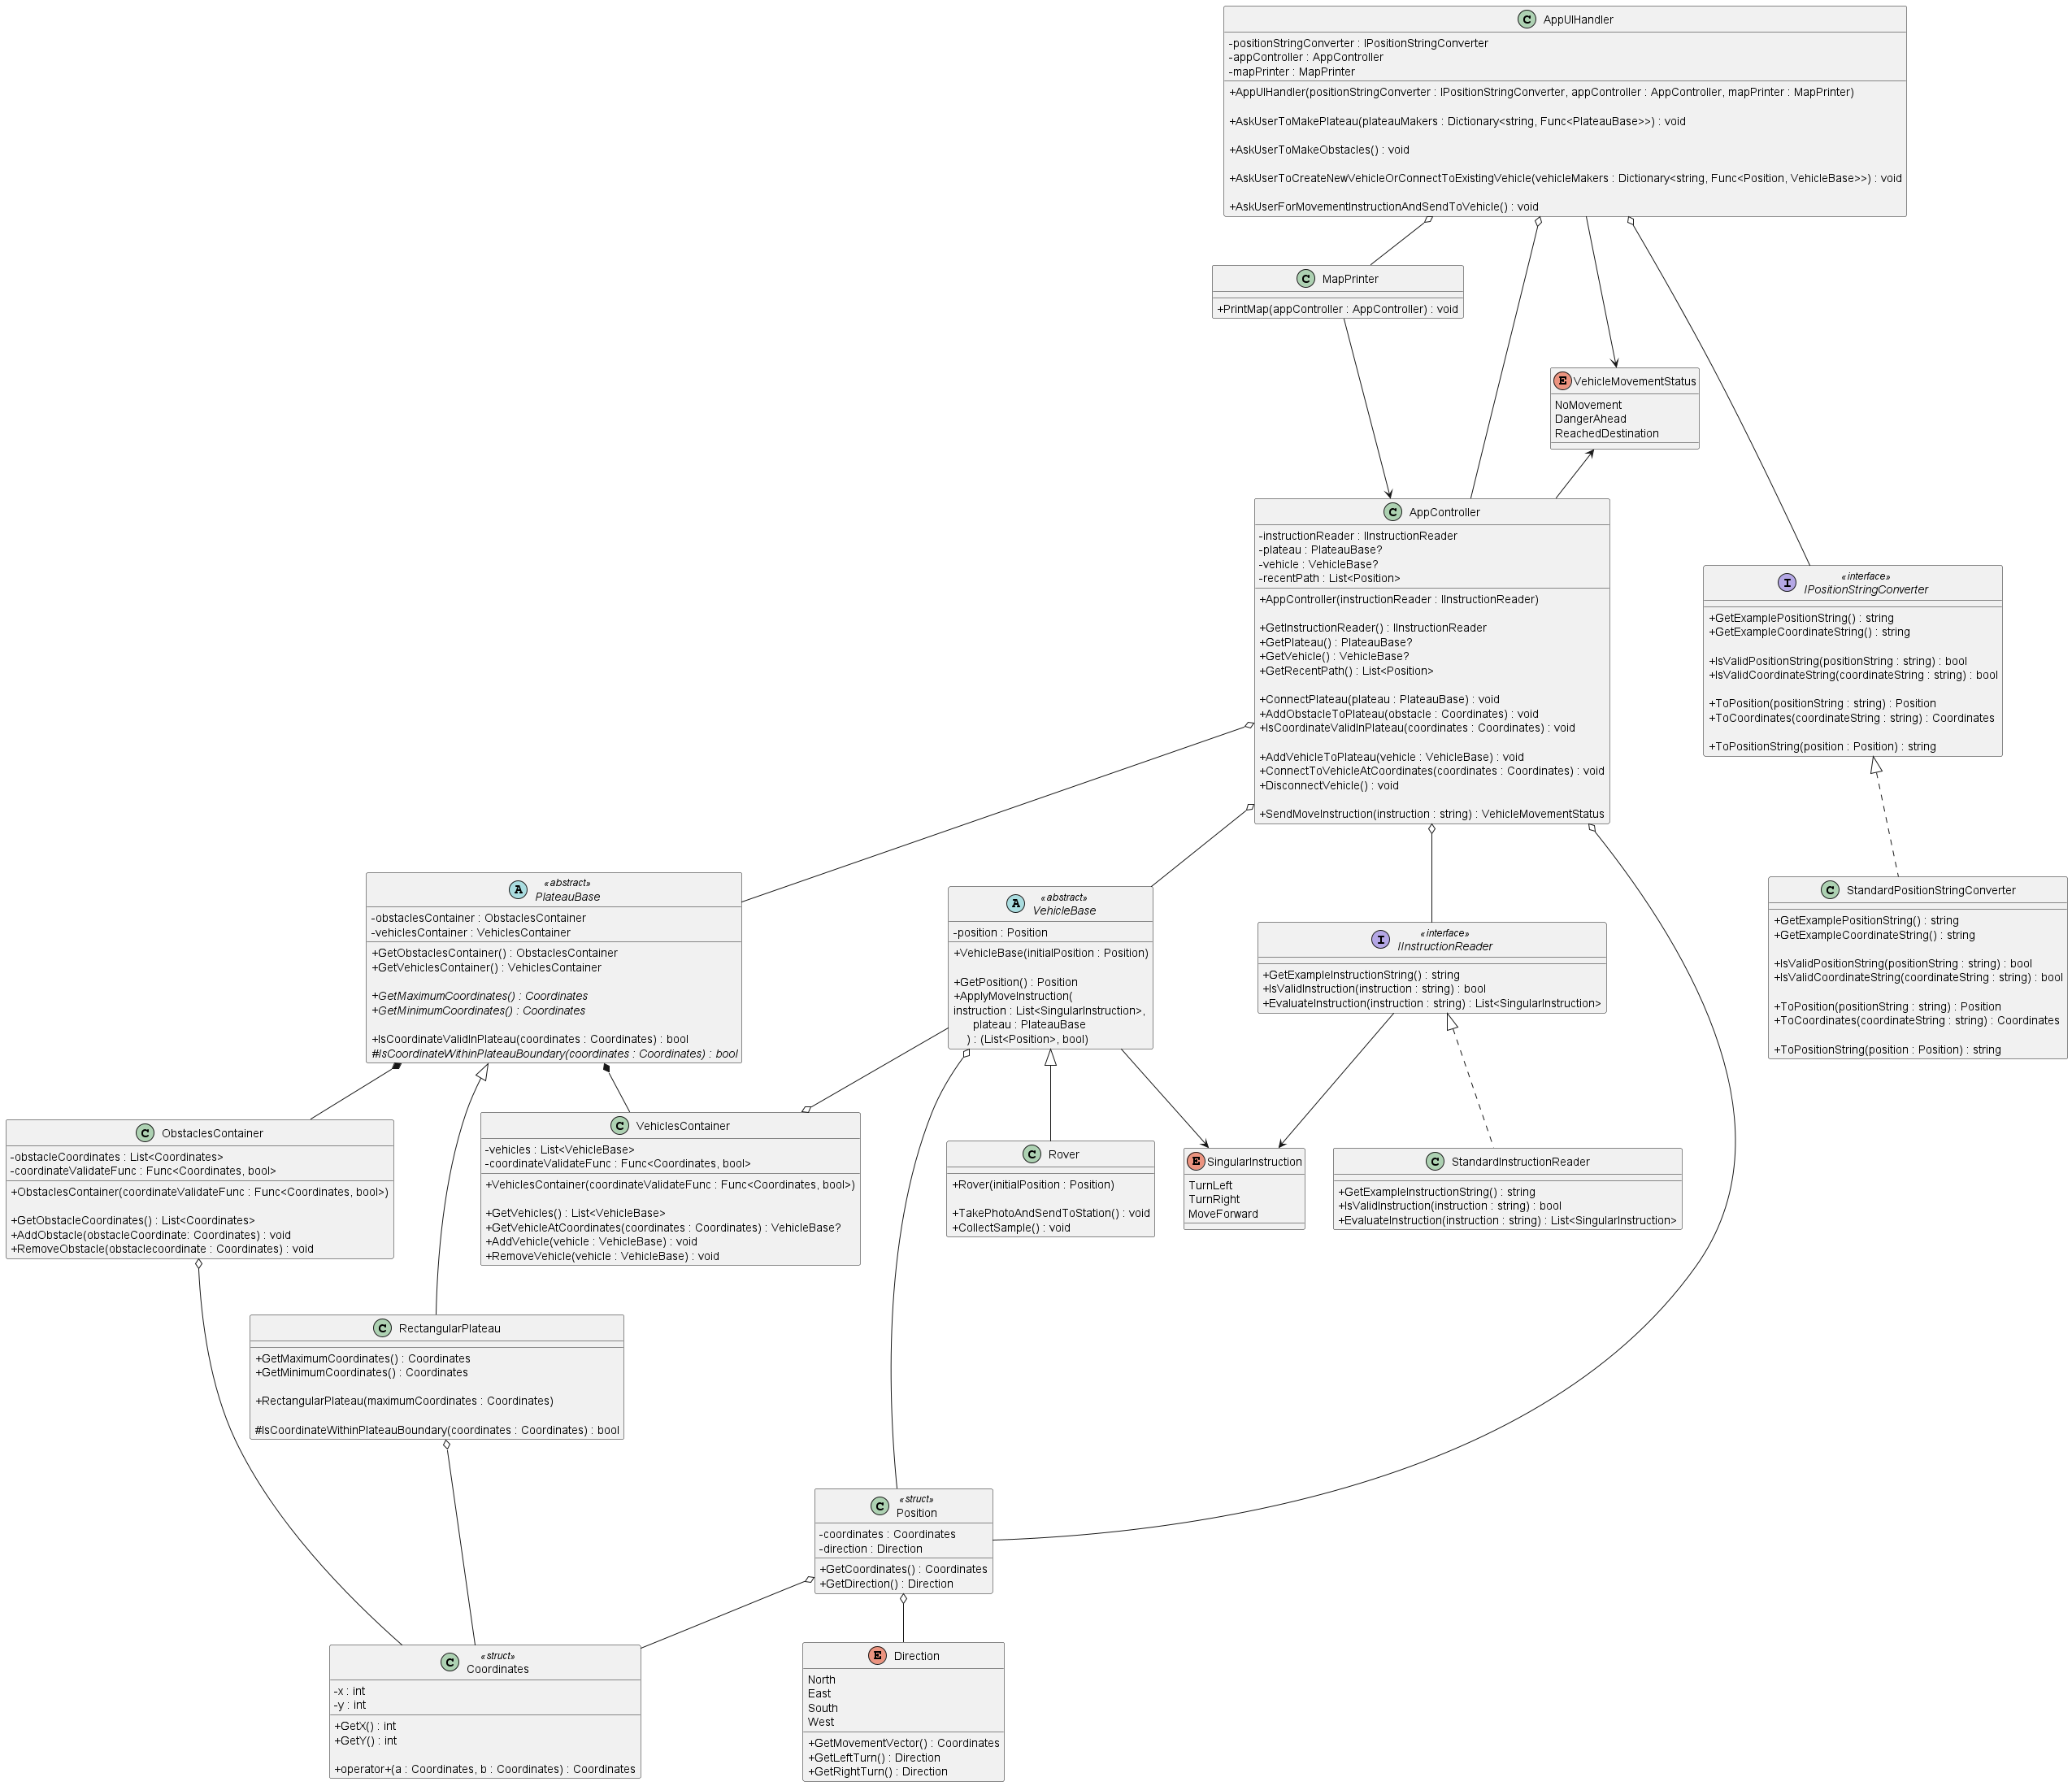 C AppUIHandler
-positionStringConverter : IPositionStringConverter
-appController : AppController
-mapPrinter : MapPrinter
+AppUIHandler(positionStringConverter : IPositionStringConverter, appController : AppController, mapPrinter : MapPrinter)
+AskUserToMakePlateau(plateauMakers : Dictionary<string, Func<PlateauBase>>) : void
+AskUserToMakeObstacles() : void
+AskUserToCreateNewVehicleOrConnectToExistingVehicle(vehicleMakers : Dictionary<string, Func<Position, VehicleBase>>) : void
+AskUserForMovementInstructionAndSendToVehicle() : void
C MapPrinter
+PrintMap(appController : AppController) : void
E VehicleMovementStatus
NoMovement
DangerAhead
ReachedDestination
C AppController
-instructionReader : IInstructionReader
-plateau : PlateauBase?
-vehicle : VehicleBase?
-recentPath : List<Position>
+AppController(instructionReader : IInstructionReader)
+GetInstructionReader() : IInstructionReader
+GetPlateau() : PlateauBase?
+GetVehicle() : VehicleBase?
+GetRecentPath() : List<Position>
+ConnectPlateau(plateau : PlateauBase) : void
+AddObstacleToPlateau(obstacle : Coordinates) : void
+IsCoordinateValidInPlateau(coordinates : Coordinates) : void
+AddVehicleToPlateau(vehicle : VehicleBase) : void
+ConnectToVehicleAtCoordinates(coordinates : Coordinates) : void
+DisconnectVehicle() : void
+SendMoveInstruction(instruction : string) : VehicleMovementStatus
«interface»
I IPositionStringConverter
+GetExamplePositionString() : string
+GetExampleCoordinateString() : string
+IsValidPositionString(positionString : string) : bool
+IsValidCoordinateString(coordinateString : string) : bool
+ToPosition(positionString : string) : Position
+ToCoordinates(coordinateString : string) : Coordinates
+ToPositionString(position : Position) : string
«abstract»
A PlateauBase
-obstaclesContainer : ObstaclesContainer
-vehiclesContainer : VehiclesContainer
+GetObstaclesContainer() : ObstaclesContainer
+GetVehiclesContainer() : VehiclesContainer
+GetMaximumCoordinates() : Coordinates
+GetMinimumCoordinates() : Coordinates
+IsCoordinateValidInPlateau(coordinates : Coordinates) : bool
#IsCoordinateWithinPlateauBoundary(coordinates : Coordinates) : bool
«abstract»
A VehicleBase
-position : Position
+VehicleBase(initialPosition : Position)
+GetPosition() : Position
+ApplyMoveInstruction(
instruction : List<SingularInstruction>,
plateau : PlateauBase
) : (List<Position>, bool)
«interface»
I IInstructionReader
+GetExampleInstructionString() : string
+IsValidInstruction(instruction : string) : bool
+EvaluateInstruction(instruction : string) : List<SingularInstruction>
C StandardPositionStringConverter
+GetExamplePositionString() : string
+GetExampleCoordinateString() : string
+IsValidPositionString(positionString : string) : bool
+IsValidCoordinateString(coordinateString : string) : bool
+ToPosition(positionString : string) : Position
+ToCoordinates(coordinateString : string) : Coordinates
+ToPositionString(position : Position) : string
C ObstaclesContainer
-obstacleCoordinates : List<Coordinates>
-coordinateValidateFunc : Func<Coordinates, bool>
+ObstaclesContainer(coordinateValidateFunc : Func<Coordinates, bool>)
+GetObstacleCoordinates() : List<Coordinates>
+AddObstacle(obstacleCoordinate: Coordinates) : void
+RemoveObstacle(obstaclecoordinate : Coordinates) : void
C VehiclesContainer
-vehicles : List<VehicleBase>
-coordinateValidateFunc : Func<Coordinates, bool>
+VehiclesContainer(coordinateValidateFunc : Func<Coordinates, bool>)
+GetVehicles() : List<VehicleBase>
+GetVehicleAtCoordinates(coordinates : Coordinates) : VehicleBase?
+AddVehicle(vehicle : VehicleBase) : void
+RemoveVehicle(vehicle : VehicleBase) : void
C Rover
+Rover(initialPosition : Position)
+TakePhotoAndSendToStation() : void
+CollectSample() : void
E SingularInstruction
TurnLeft
TurnRight
MoveForward
C StandardInstructionReader
+GetExampleInstructionString() : string
+IsValidInstruction(instruction : string) : bool
+EvaluateInstruction(instruction : string) : List<SingularInstruction>
C RectangularPlateau
+GetMaximumCoordinates() : Coordinates
+GetMinimumCoordinates() : Coordinates
+RectangularPlateau(maximumCoordinates : Coordinates)
#IsCoordinateWithinPlateauBoundary(coordinates : Coordinates) : bool
«struct»
C Position
-coordinates : Coordinates
-direction : Direction
+GetCoordinates() : Coordinates
+GetDirection() : Direction
«struct»
C Coordinates
-x : int
-y : int
+GetX() : int
+GetY() : int
+operator+(a : Coordinates, b : Coordinates) : Coordinates
E Direction
North
East
South
West
+GetMovementVector() : Coordinates
+GetLeftTurn() : Direction
+GetRightTurn() : Direction